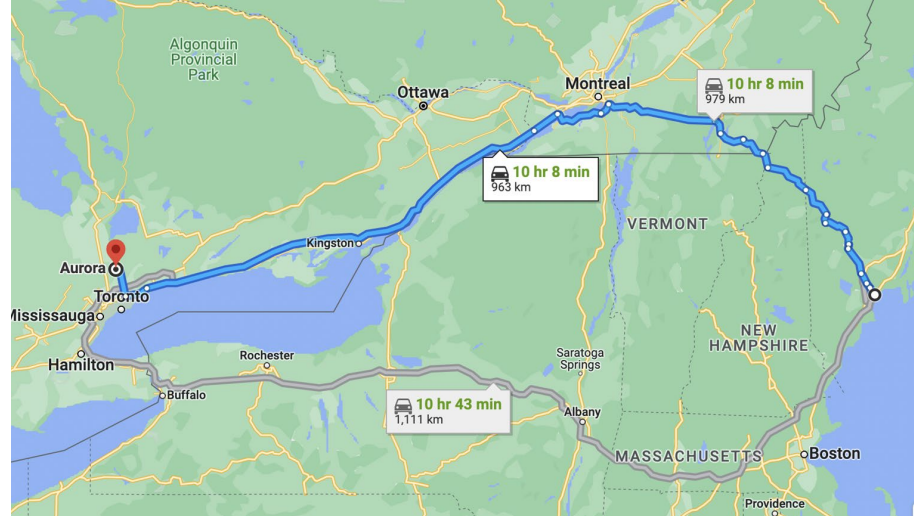 Algonquin
Provincial
Park
Ottawa
Montreal
10 hr 8 min
979 km
10 hr 8 min
963 km
VERMONT
Kingston
Aurora
Toronto
Mississauga
NEW
HAMPSHIRE
Hamilton
Rochester
Saratoga
Springs
Buffalo
10 hr 43 min
1,111 km
Albany
MASSACHUSETTS
Boston
Providence